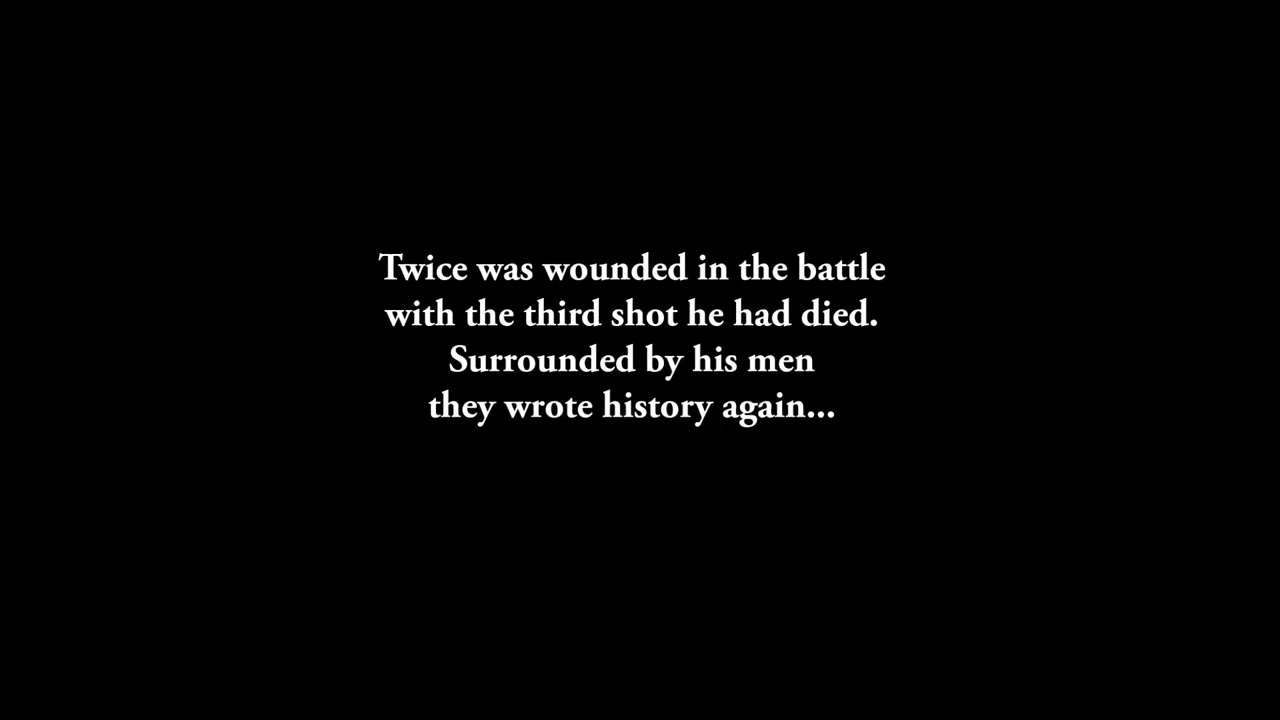 Twice was wounded in the battle
with the third shot he had died.
Surrounded by his men
they wrote history again...